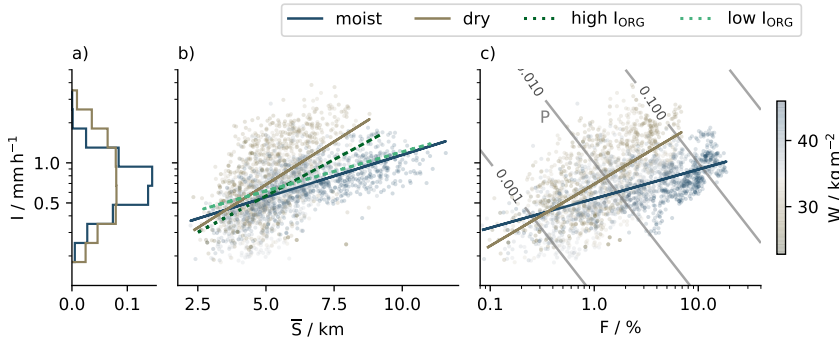 moist dry high I_ORG low I_ORG
a) b) c)
I / mm h⁻¹
1.0
0.5
0.0 0.1
2.5 5.0 7.5 10.0
S̅ / km
0.001 0.010 0.100
P
0.1 1.0 10.0
F / %
40
30
W / kg m⁻²